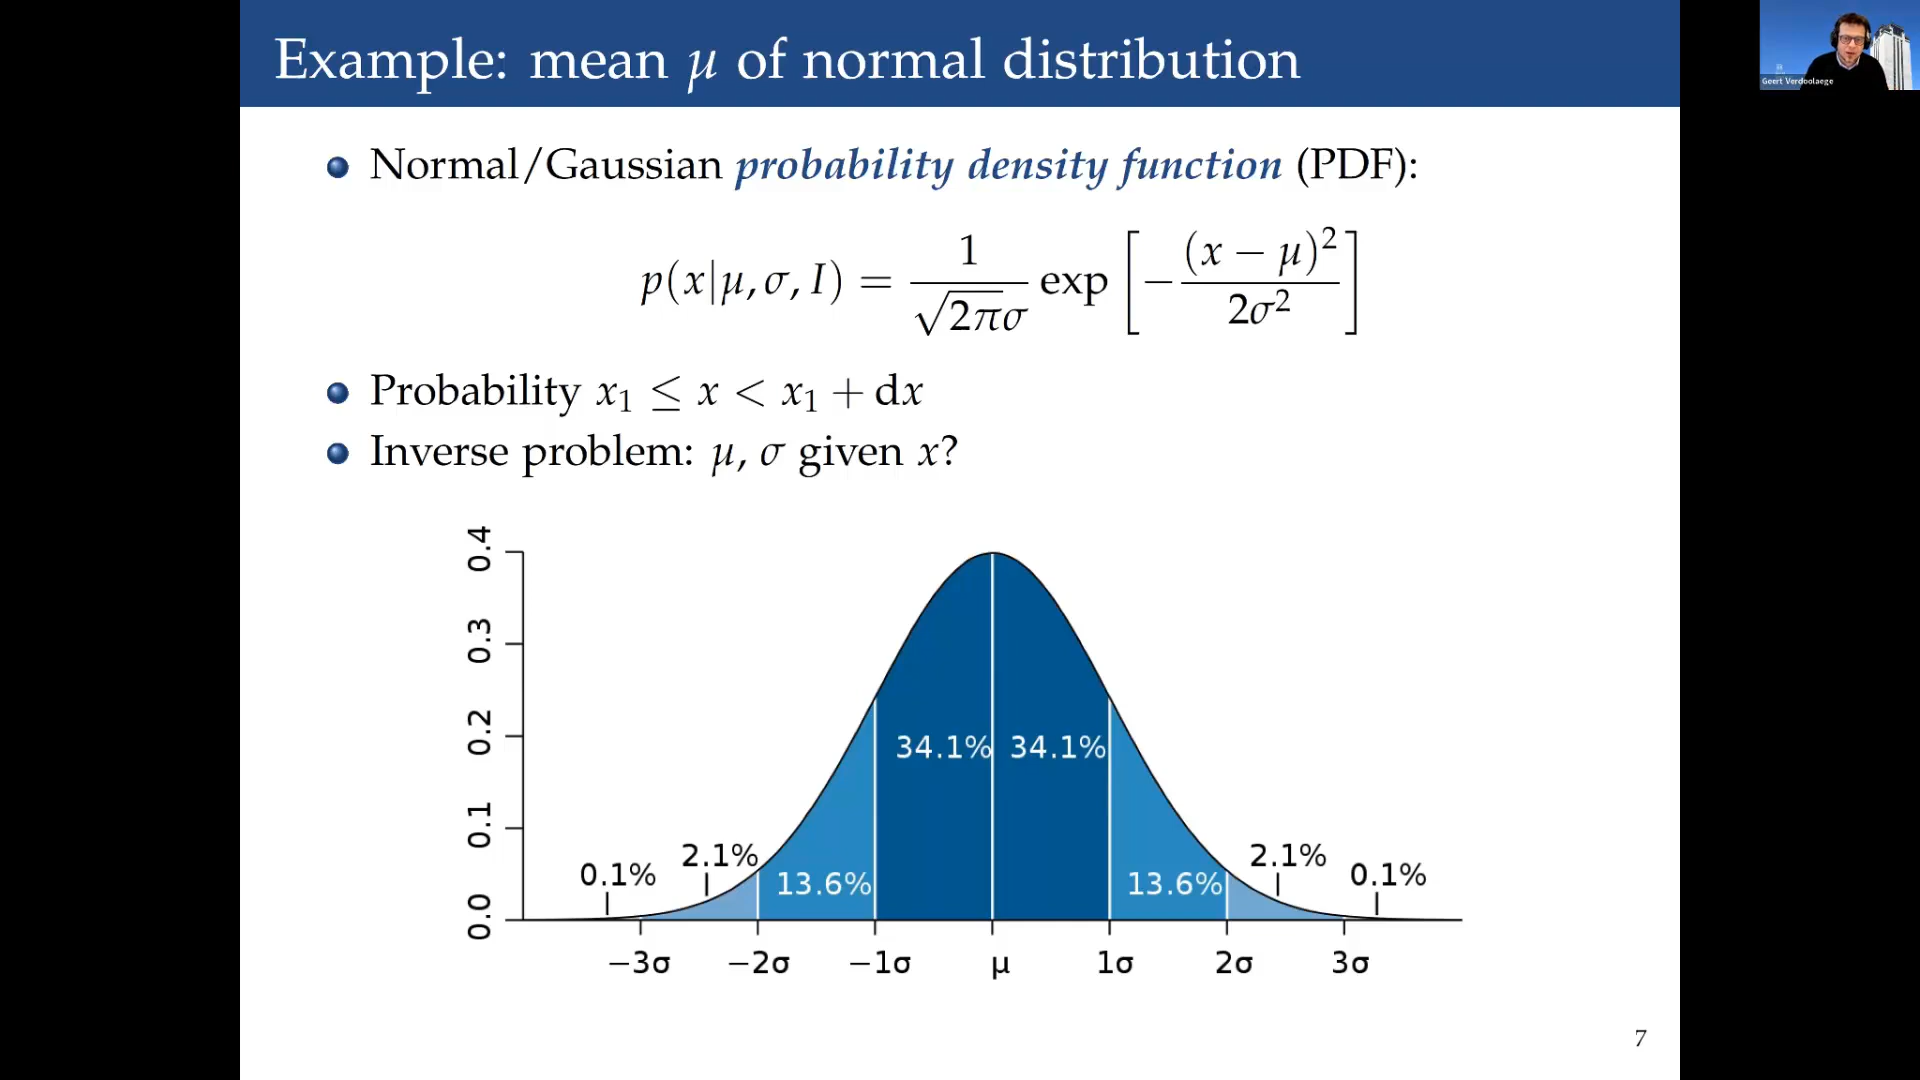 Example: mean μ of normal distribution
Geert Verdoolaege
Normal/Gaussian probability density function (PDF):
p(x|μ, σ, I) = 1/(√2πσ) exp [−(x − μ)²/2σ²]
Probability x₁ ≤ x < x₁ + dx
Inverse problem: μ, σ given x?
0.4
0.3
0.2
0.1
0.0
34.1% 34.1%
0.1% 2.1% 13.6% 13.6% 2.1% 0.1%
−3σ −2σ −1σ μ 1σ 2σ 3σ
7